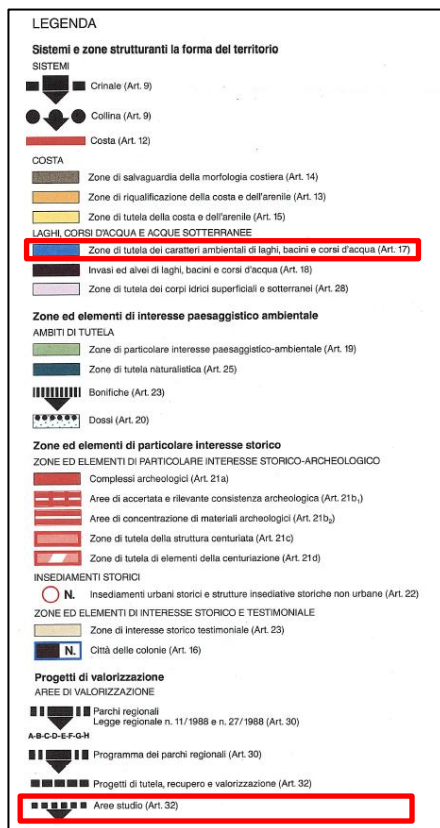 LEGENDA
Sistemi e zone strutturanti la forma del territorio
SISTEMI
Crinale (Art. 9)
Collina (Art. 9)
Costa (Art. 12)
COSTA
Zone di salvaguardia della morfologia costiera (Art. 14)
Zone di riqualificazione della costa e dell'arenile (Art. 13)
Zone di tutela della costa e dell'arenile (Art. 15)
LAGHI, CORSI D'ACQUA E ACQUE SOTTERRANEE
Zone di tutela dei caratteri ambientali di laghi, bacini e corsi d'acqua (Art. 17)
Invasi ed alvei di laghi, bacini e corsi d'acqua (Art. 18)
Zone di tutela dei corpi idrici superficiali e sotterranei (Art. 28)
Zone ed elementi di interesse paesaggistico ambientale
AMBITI DI TUTELA
Zone di particolare interesse paesaggistico-ambientale (Art. 19)
Zone di tutela naturalistica (Art. 25)
Bonifiche (Art. 23)
Dossi (Art. 20)
Zone ed elementi di particolare interesse storico
ZONE ED ELEMENTI DI PARTICOLARE INTERESSE STORICO-ARCHEOLOGICO
Complessi archeologici (Art. 21a)
Aree di accertata e rilevante consistenza archeologica (Art. 21b₁)
Aree di concentrazione di materiali archeologici (Art. 21b₂)
Zone di tutela della struttura centuriata (Art. 21c)
Zone di tutela di elementi della centuriazione (Art. 21d)
INSEDIAMENTI STORICI
N. Insediamenti urbani storici e strutture insediative storiche non urbane (Art. 22)
ZONE ED ELEMENTI DI INTERESSE STORICO E TESTIMONIALE
Zone di interesse storico testimoniale (Art. 23)
N. Città delle colonie (Art. 16)
Progetti di valorizzazione
AREE DI VALORIZZAZIONE
Parchi regionali
Legge regionale n. 11/1988 e n. 27/1988 (Art. 30)
A-B-C-D-E-F-G-H
Programma dei parchi regionali (Art. 30)
Progetti di tutela, recupero e valorizzazione (Art. 32)
Aree studio (Art. 32)